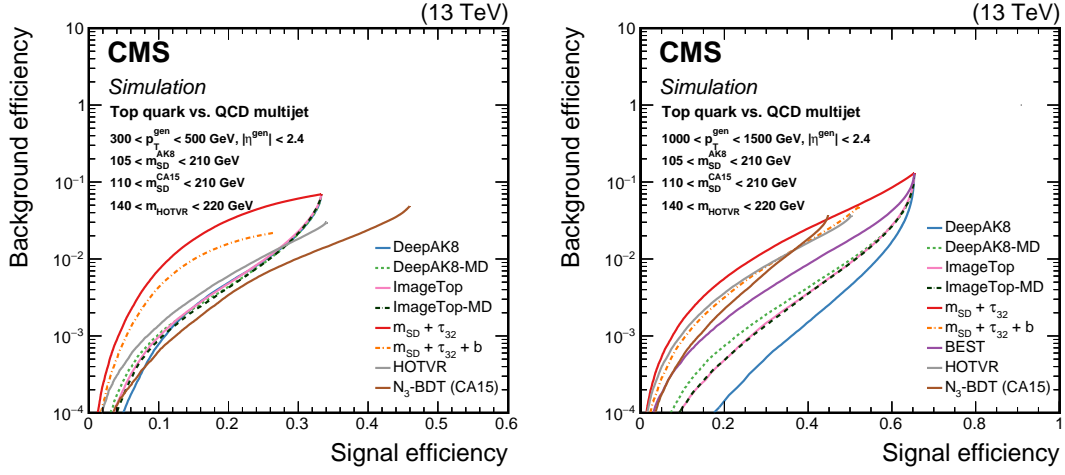 (13 TeV)
Background efficiency
10
1
10⁻¹
10⁻²
10⁻³
10⁻⁴
CMS
Simulation
Top quark vs. QCD multijet
300 < p_T^gen < 500 GeV, |η^gen| < 2.4
105 < m_SD^AK8 < 210 GeV
110 < m_SD^CA15 < 210 GeV
140 < m_HOTVR < 220 GeV
DeepAK8
DeepAK8-MD
ImageTop
ImageTop-MD
m_SD + τ_32
m_SD + τ_32 + b
HOTVR
N_3-BDT (CA15)
0 0.1 0.2 0.3 0.4 0.5 0.6
Signal efficiency
(13 TeV)
Background efficiency
10
1
10⁻¹
10⁻²
10⁻³
10⁻⁴
CMS
Simulation
Top quark vs. QCD multijet
1000 < p_T^gen < 1500 GeV, |η^gen| < 2.4
105 < m_SD^AK8 < 210 GeV
110 < m_SD^CA15 < 210 GeV
140 < m_HOTVR < 220 GeV
DeepAK8
DeepAK8-MD
ImageTop
ImageTop-MD
m_SD + τ_32
m_SD + τ_32 + b
BEST
HOTVR
N_3-BDT (CA15)
0 0.2 0.4 0.6 0.8 1
Signal efficiency